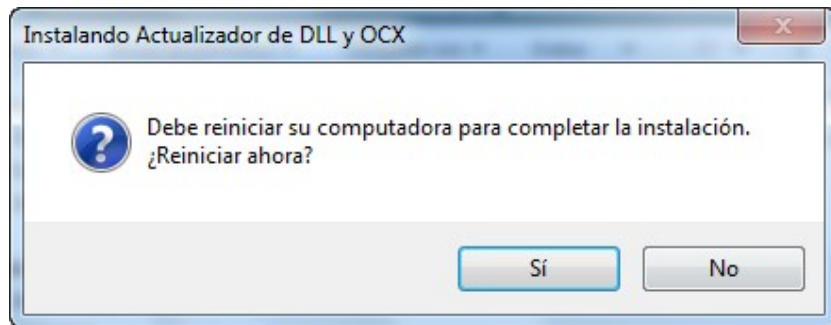 Instalando Actualizador de DLL y OCX
Debe reiniciar su computadora para completar la instalación.
¿Reiniciar ahora?
Sí
No